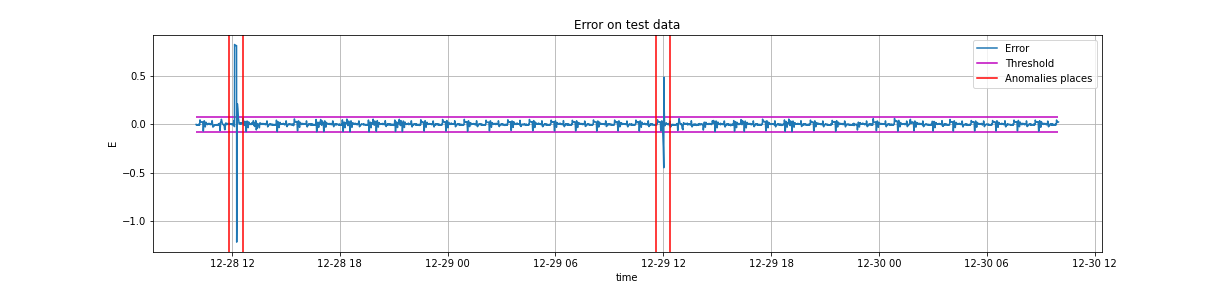 Error on test data
Error
Threshold
Anomalies places
0.5
0.0
−0.5
−1.0
E
12-28 12
12-28 18
12-29 00
12-29 06
12-29 12
12-29 18
12-30 00
12-30 06
12-30 12
time